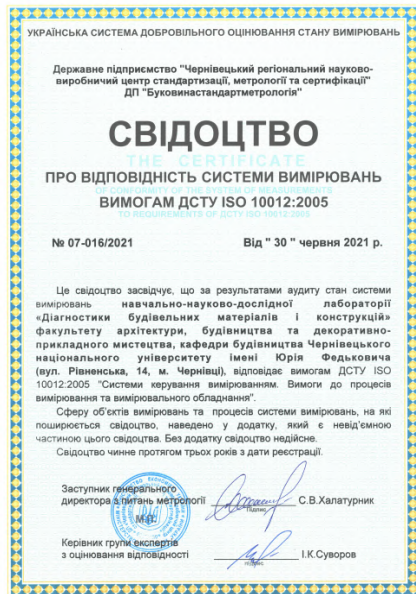 УКРАЇНСЬКА СИСТЕМА ДОБРОВІЛЬНОГО ОЦІНЮВАННЯ СТАНУ ВИМІРЮВАНЬ
Державне підприємство "Чернівецький регіональний науково-
виробничий центр стандартизації, метрології та сертифікації"
ДП "Буковинастандартметрологія"
СВІДОЦТВО
THE CERTIFICATE
ПРО ВІДПОВІДНІСТЬ СИСТЕМИ ВИМІРЮВАНЬ
OF CONFORMITY OF THE SYSTEM OF MEASUREMENTS
ВИМОГАМ ДСТУ ISO 10012:2005
TO REQUIREMENTS OF ДСТУ ISO 10012:2005
№ 07-016/2021 Від " 30 " червня 2021 р.
Це свідоцтво засвідчує, що за результатами аудиту стан системи
вимірювань навчально-науково-дослідної лабораторії
«Діагностики будівельних матеріалів і конструкцій»
факультету архітектури, будівництва та декоративно-
прикладного мистецтва, кафедри будівництва Чернівецького
національного університету імені Юрія Федьковича
(вул. Рівненська, 14, м. Чернівці), відповідає вимогам ДСТУ ISO
10012:2005 "Системи керування вимірюванням. Вимоги до процесів
вимірювання та вимірювального обладнання".
Сферу об'єктів вимірювань та процесів системи вимірювань, на які
поширюється свідоцтво, наведено у додатку, який є невід'ємною
частиною цього свідоцтва. Без додатку свідоцтво недійсне.
Свідоцтво чинне протягом трьох років з дати реєстрації.
Заступник генерального
директора з питань метрології С.В.Халатурник
підпис
М.П.
Керівник групи експертів
з оцінювання відповідності І.К.Суворов
підпис